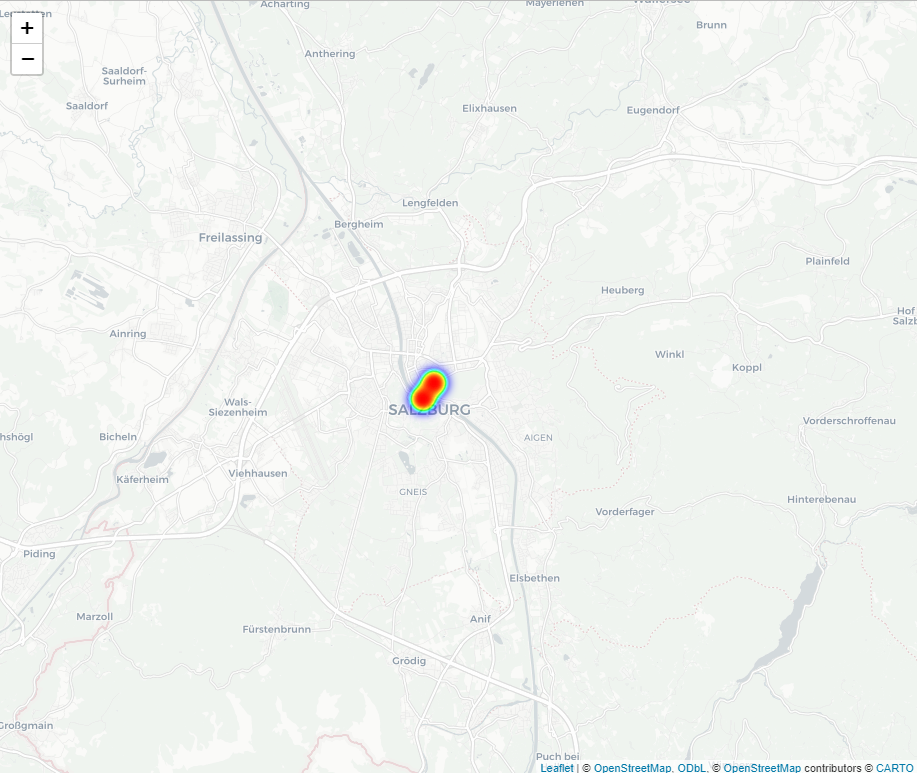 Acharting
Mayerlehen
+
−
Brunn
Anthering
Saaldorf-
Surheim
Saaldorf
Elixhausen
Eugendorf
Lengfelden
Bergheim
Freilassing
Plainfeld
Heuberg
Hof
Salzb
Ainring
Winkl
Koppl
Wals-
Siezenheim
SALZBURG
Vorderschroffenau
hshögl
Bicheln
AIGEN
Käferheim
Viehhausen
GNEIS
Hinterebenau
Vorderfager
Piding
Elsbethen
Marzoll
Anif
Fürstenbrunn
Grödig
Großgmain
Puch bei
Leaflet | © OpenStreetMap, ODbL, © OpenStreetMap contributors © CARTO